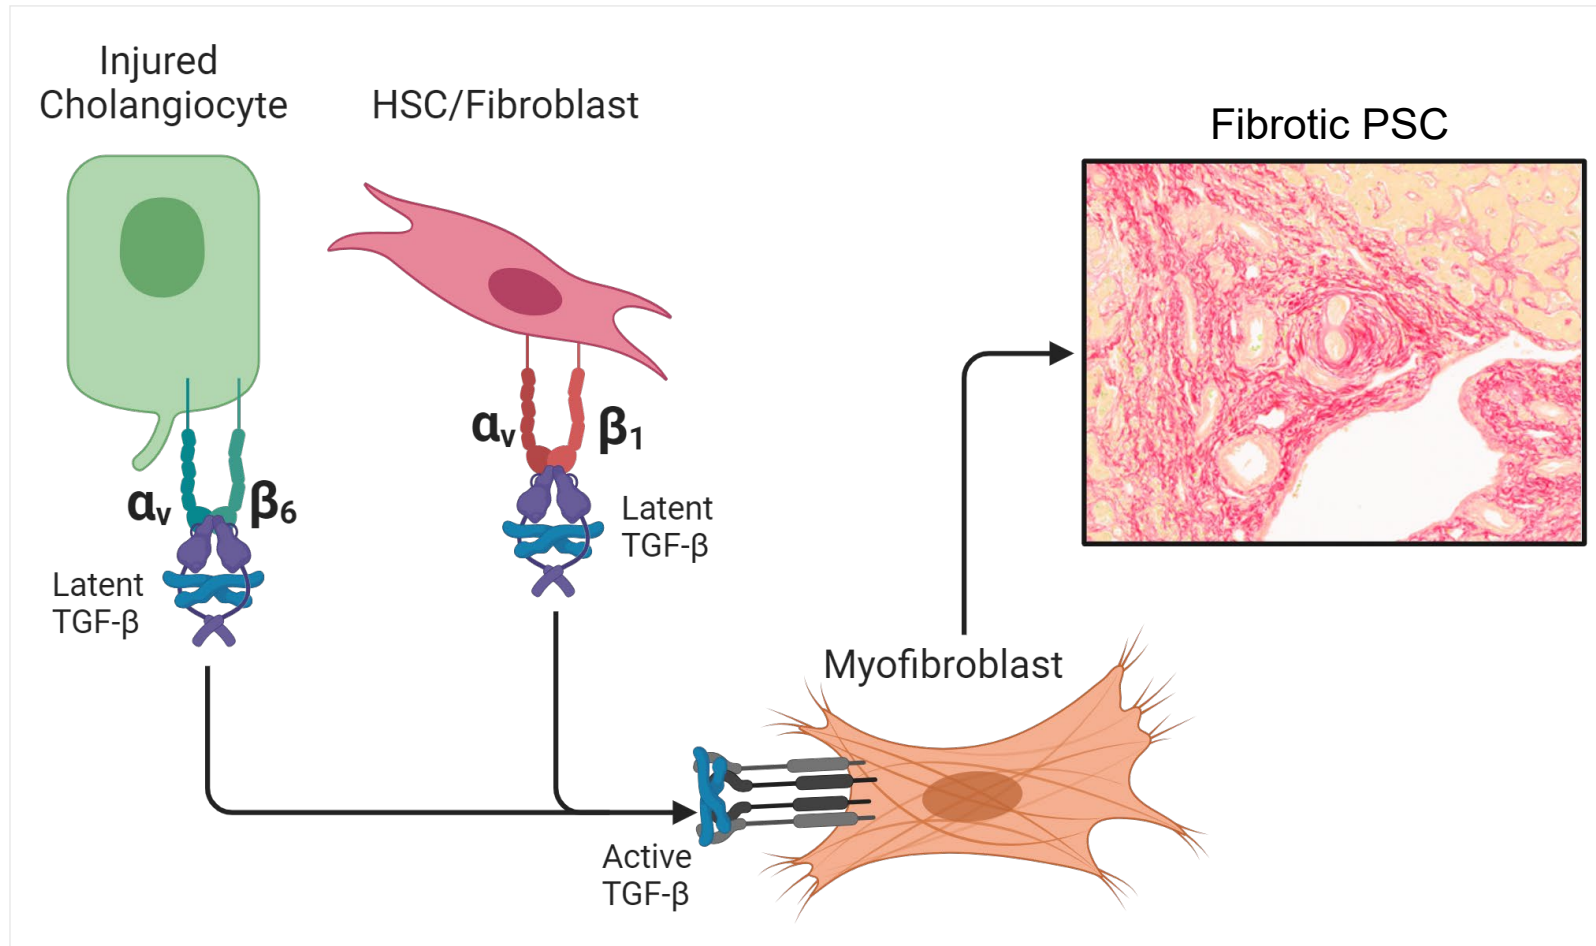 Injured
Cholangiocyte
HSC/Fibroblast
Fibrotic PSC
αᵥ
β₁
αᵥ
β₆
Latent
TGF-β
Latent
TGF-β
Myofibroblast
Active
TGF-β